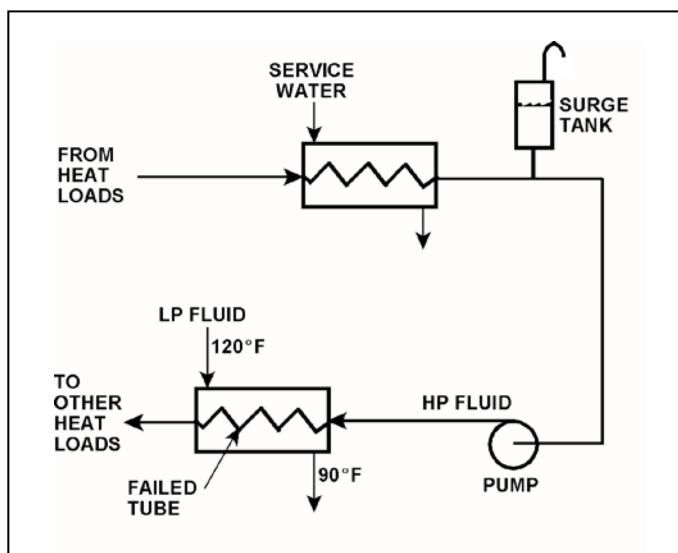 SERVICE
WATER
SURGE
TANK
FROM
HEAT
LOADS
LP FLUID
120°F
TO
OTHER
HEAT
LOADS
HP FLUID
FAILED
TUBE
90°F
PUMP